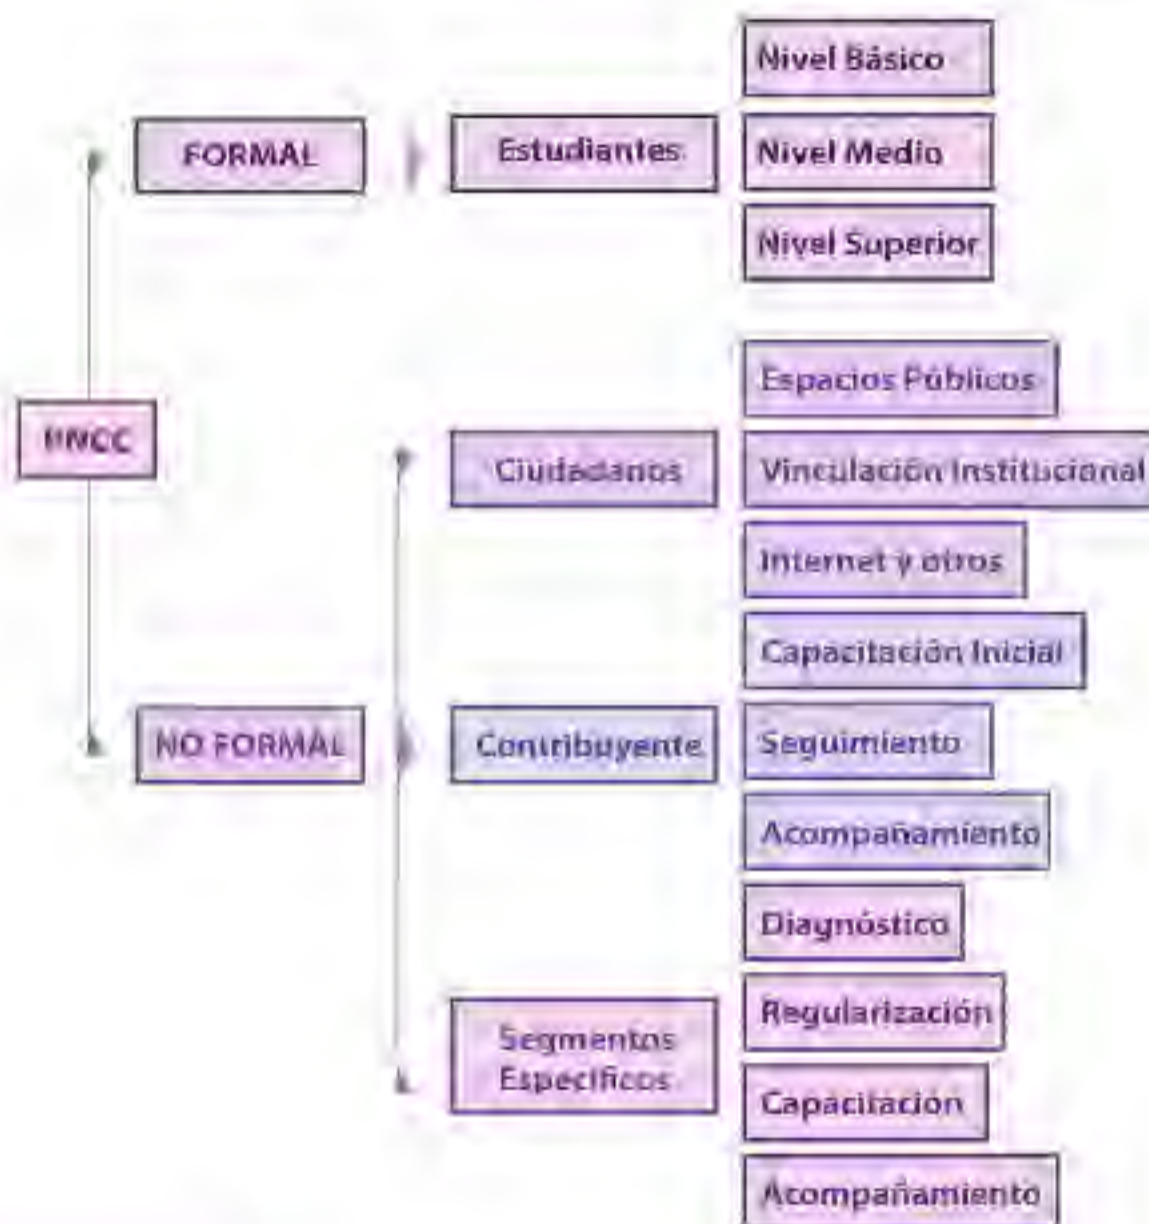 FORMAL
Estudiantes
Nivel Básico
Nivel Medio
Nivel Superior
NO FORMAL
Ciudadanos
Espacios Públicos
Vinculación Institucional
Internet y otros
Contribuyente
Capacitación Inicial
Seguimiento
Acompañamiento
Segmentos
Específicos
Diagnóstico
Regularización
Capacitación
Acompañamiento